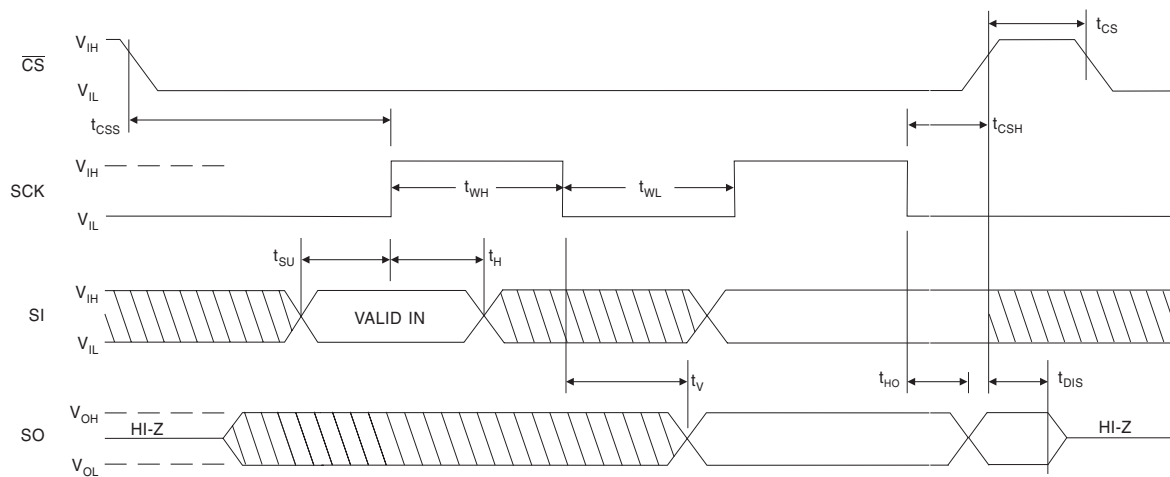 t_CS
V_IH
C̅S̅
V_IL
t_CSS
t_CSH
V_IH
SCK
t_WH
t_WL
V_IL
t_SU
t_H
V_IH
SI
VALID IN
V_IL
t_V
t_HO
t_DIS
V_OH
SO
HI-Z
HI-Z
V_OL